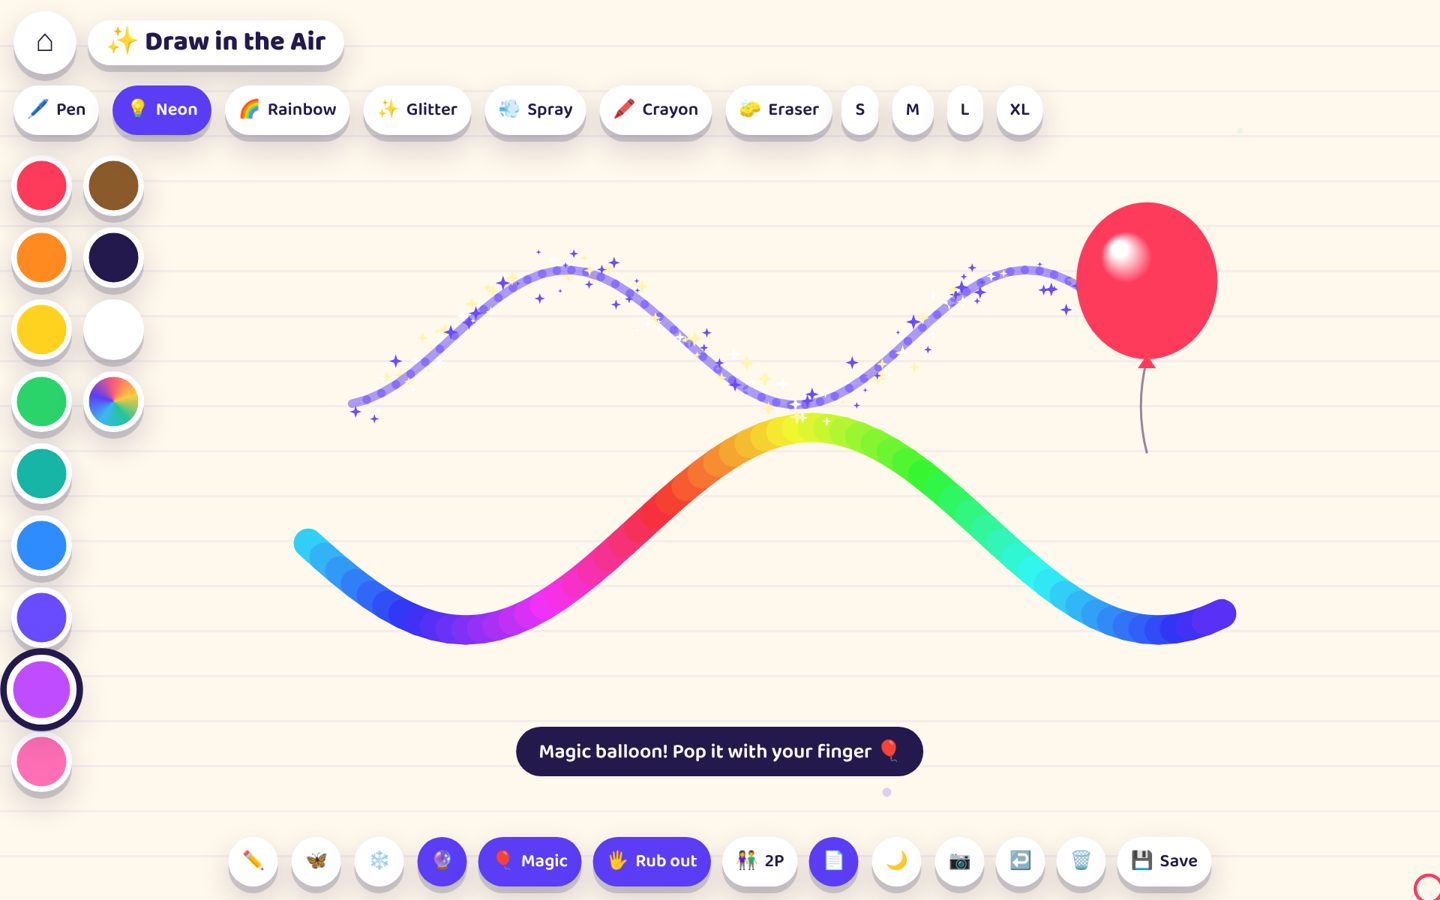 Draw in the Air
Pen
Neon
Rainbow
Glitter
Spray
Crayon
Eraser
S
M
L
XL
Magic balloon! Pop it with your finger
Magic
Rub out
2P
Save